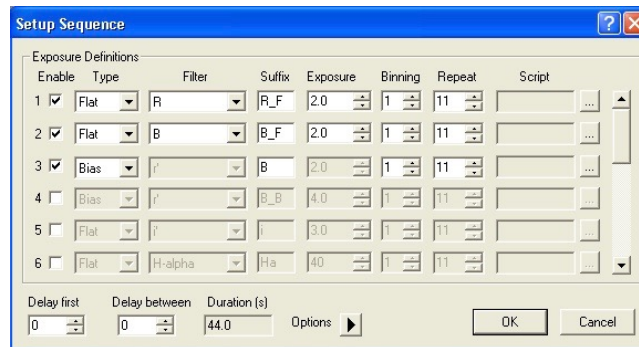 Setup Sequence
Exposure Definitions
Enable Type Filter Suffix Exposure Binning Repeat Script
1 Flat R R_F 2.0 1 11 ...
2 Flat B B_F 2.0 1 11 ...
3 Bias i' B 2.0 1 11 ...
4 Bias r' B_B 4.0 1 11 ...
5 Flat i' i 3.0 1 11 ...
6 Flat H-alpha Ha 40 1 11 ...
Delay first Delay between Duration (s)
0 0 44.0 Options OK Cancel